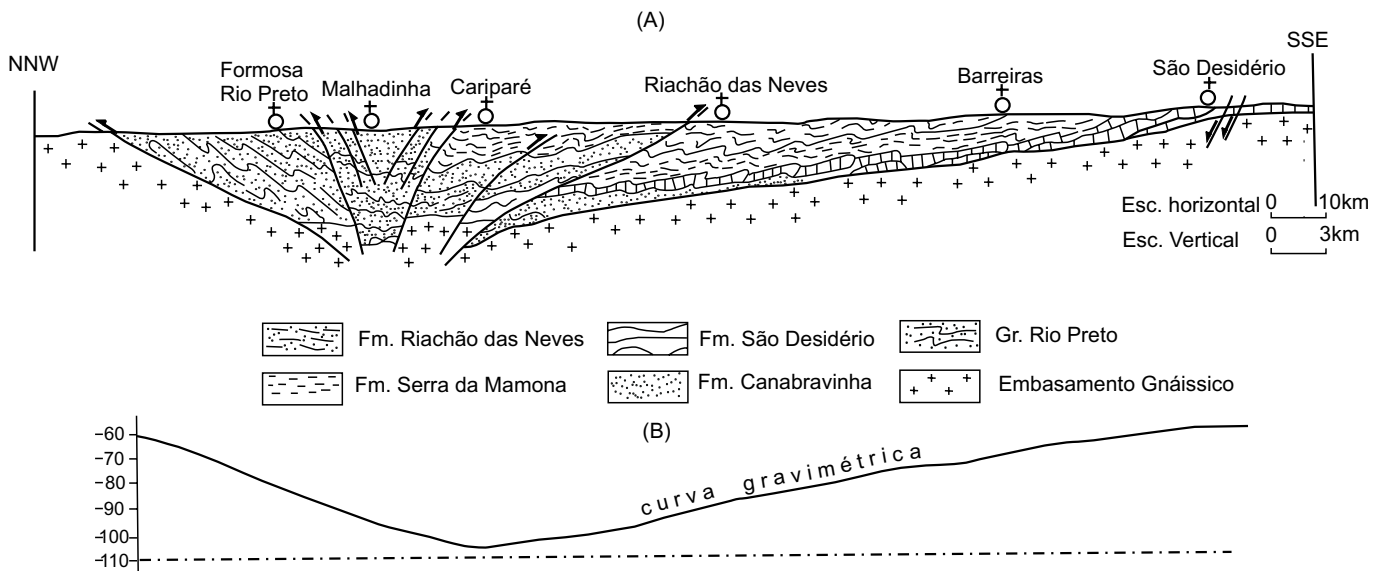 (A)
NNW
SSE
Formosa
Rio Preto
Malhadinha
Cariparé
Riachão das Neves
Barreiras
São Desidério
Esc. horizontal 0 10km
Esc. Vertical 0 3km
Fm. Riachão das Neves
Fm. São Desidério
Gr. Rio Preto
Fm. Serra da Mamona
Fm. Canabravinha
Embasamento Gnáissico
(B)
−60
−70
−80
−90
−100
−110
curva gravimétrica